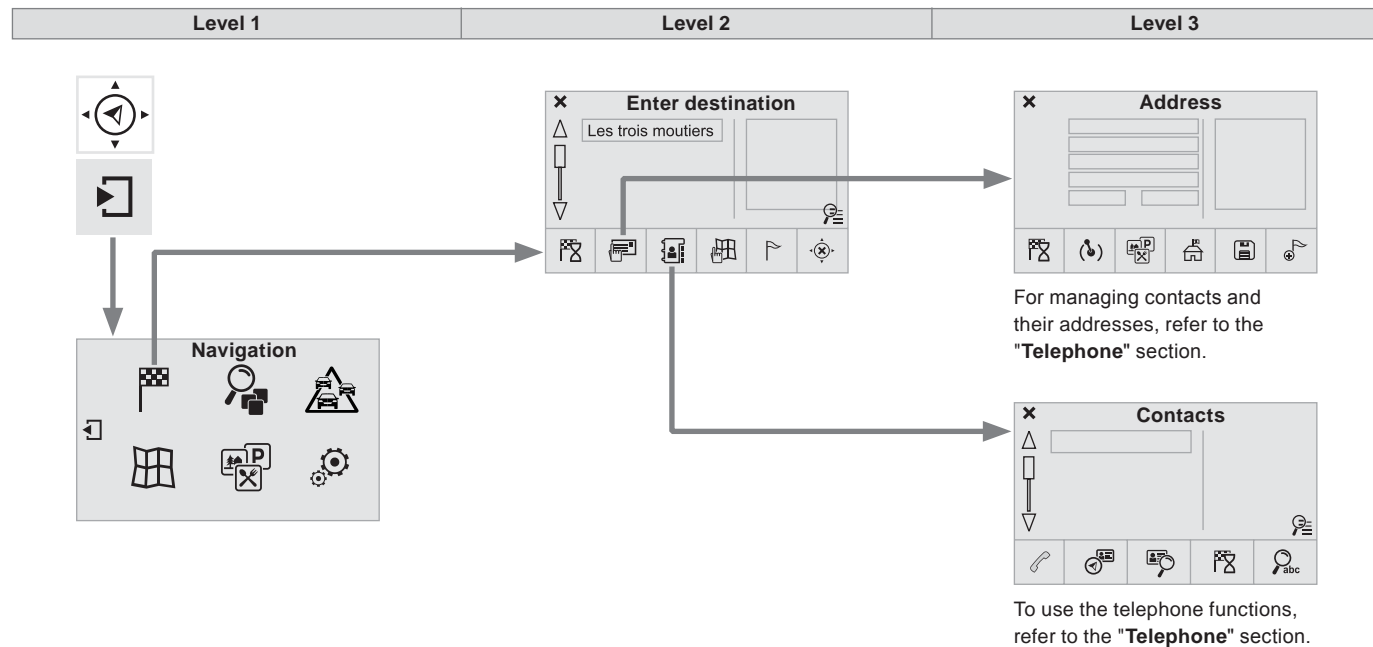 Level 1
Level 2
Level 3
Enter destination
Les trois moutiers
Address
P
For managing contacts and
their addresses, refer to the
"Telephone" section.
Navigation
P
Contacts
abc
To use the telephone functions,
refer to the "Telephone" section.